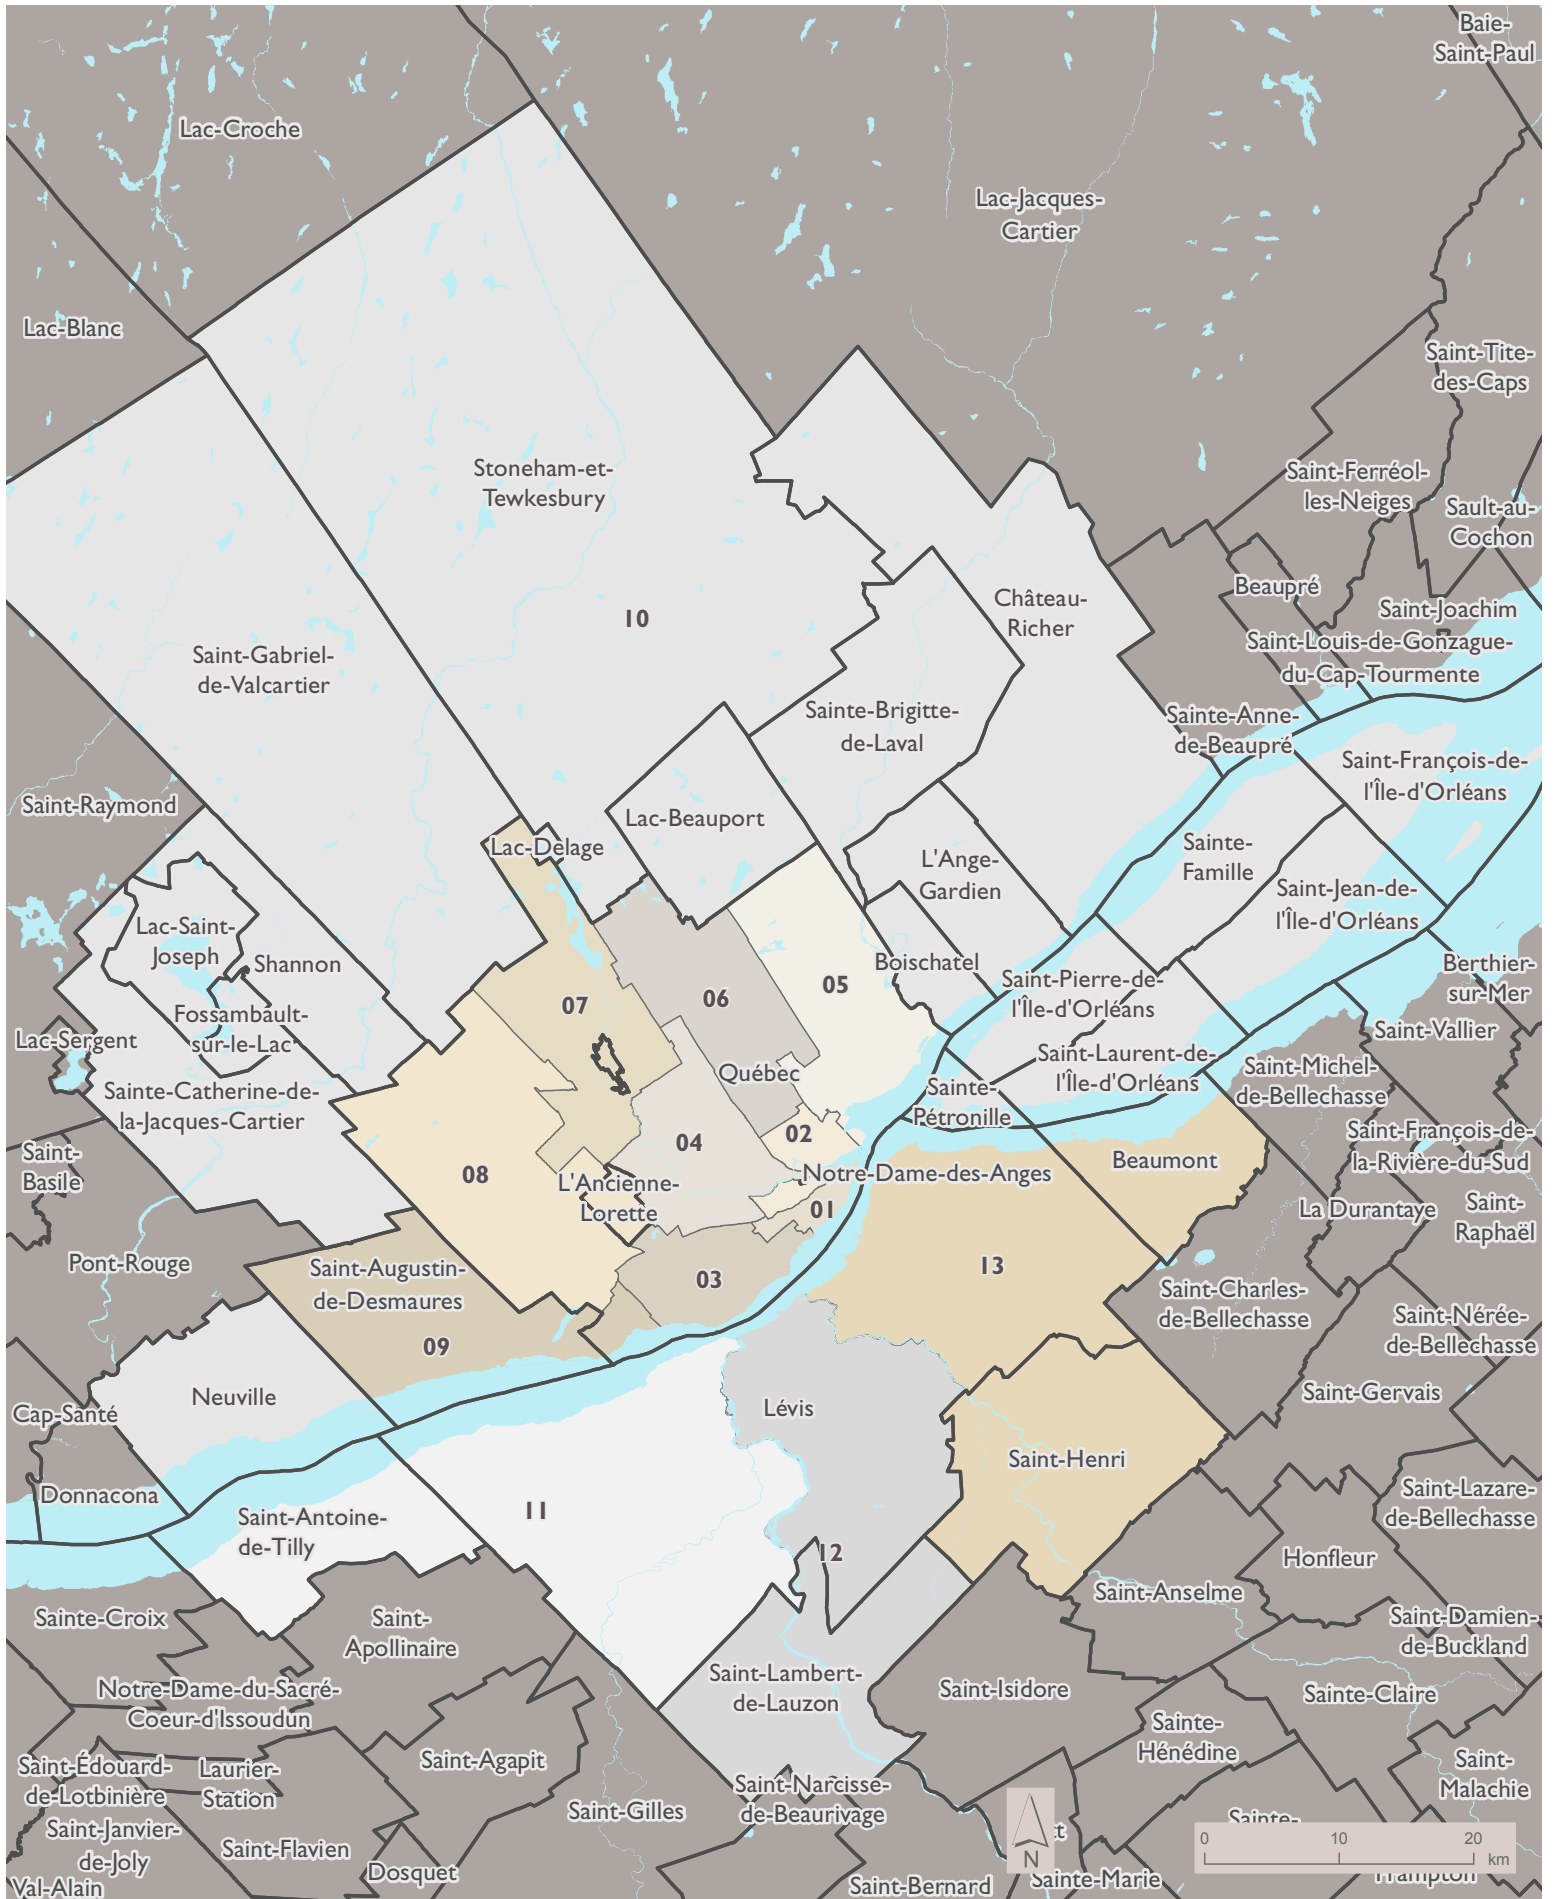 Baie-
Saint-Paul
Lac-Croche
Lac-Jacques-
Cartier
Lac-Blanc
Saint-Tite-
des-Caps
Stoneham-et-
Tewkesbury
Saint-Ferréol-
les-Neiges
Sault-au-
Cochon
Beaupré
Château-
Richer
Saint-Joachim
10
Saint-Louis-de-Gonzague-
du-Cap-Tourmente
Saint-Gabriel-
de-Valcartier
Sainte-Brigitte-
de-Laval
Sainte-Anne-
de-Beaupré
Saint-François-de-
l'Île-d'Orléans
Saint-Raymond
Lac-Beauport
Lac-Delage
Sainte-
Famille
L'Ange-
Gardien
Saint-Jean-de-
l'Île-d'Orléans
Lac-Saint-
Joseph
Shannon
Boischatel
Berthier-
sur-Mer
05
06
07
Saint-Pierre-de-
l'Île-d'Orléans
Fossambault-
sur-le-Lac
Lac-Sergent
Saint-Vallier
Saint-Laurent-de-
l'Île-d'Orléans
Saint-Michel-
de-Bellechasse
Québec
Sainte-
Pétronille
Sainte-Catherine-de-
la-Jacques-Cartier
02
04
Saint-François-de-
la-Rivière-du-Sud
Saint-
Basile
Beaumont
08
Notre-Dame-des-Anges
L'Ancienne-
Lorette
01
La Durantaye
Saint-
Raphaël
Pont-Rouge
Saint-Augustin-
de-Desmaures
03
13
Saint-Charles-
de-Bellechasse
Saint-Nérée-
de-Bellechasse
09
Neuville
Saint-Gervais
Lévis
Cap-Santé
Saint-Henri
Donnacona
Saint-Lazare-
de-Bellechasse
11
Saint-Antoine-
de-Tilly
12
Honfleur
Saint-Anselme
Sainte-Croix
Saint-
Apollinaire
Saint-Damien-
de-Buckland
Saint-Lambert-
de-Lauzon
Saint-Isidore
Sainte-Claire
Notre-Dame-du-Sacré-
Coeur-d'Issoudun
Sainte-
Hénédine
Saint-Agapit
Saint-Édouard-
de-Lotbinière
Laurier-
Station
Saint-
Malachie
Saint-Narcisse-
de-Beaurivage
Saint-Gilles
Sainte-
Saint-Janvier-
de-Joly
Saint-Flavien
tt
N
0 10 20
km
Dosquet
Frampton
Sainte-Marie
Saint-Bernard
Val-Alain